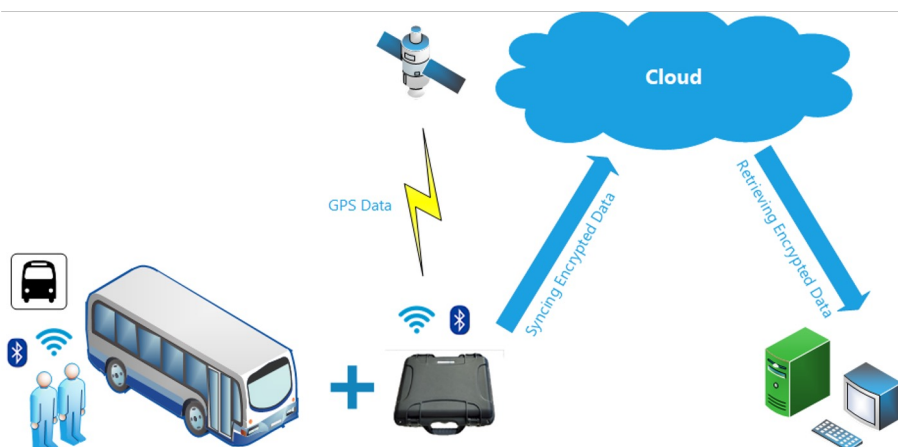 Cloud
GPS Data
Syncing Encrypted Data
Retrieving Encrypted Data